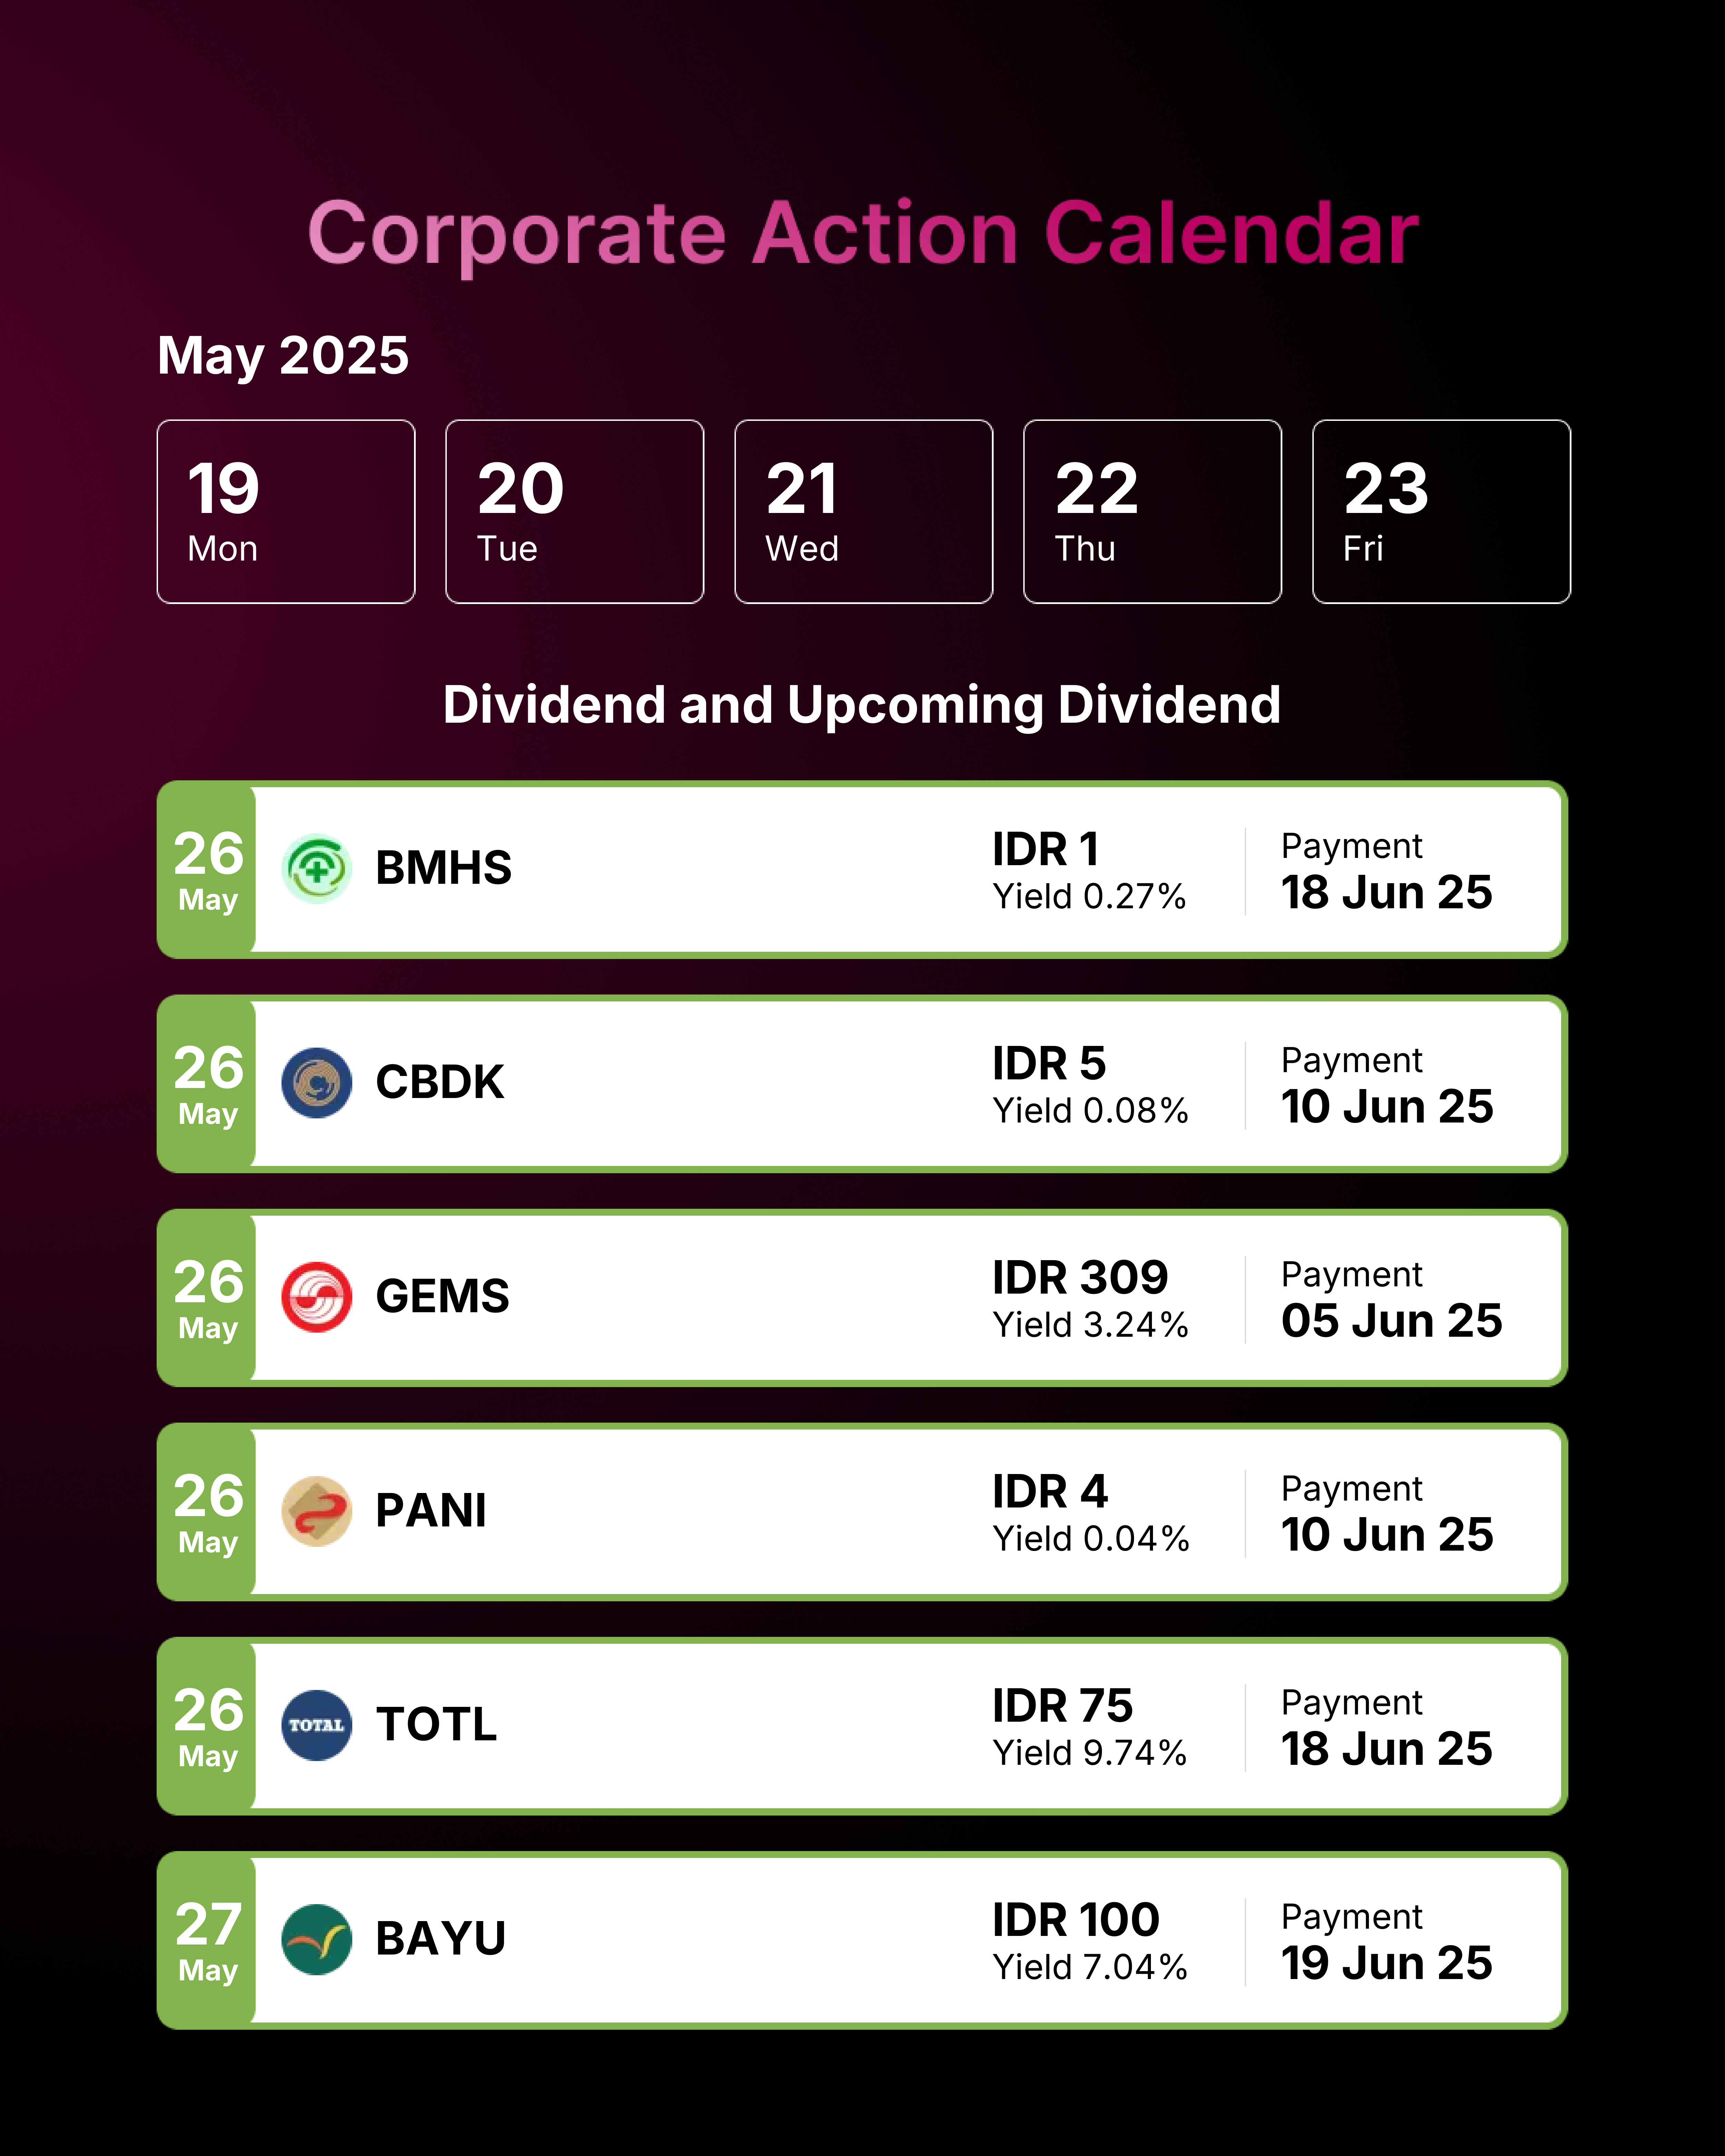 Corporate Action Calendar
May 2025
19
Mon
20
Tue
21
Wed
22
Thu
23
Fri
Dividend and Upcoming Dividend
26
May
BMHS
IDR 1
Yield 0.27%
Payment
18 Jun 25
26
May
CBDK
IDR 5
Yield 0.08%
Payment
10 Jun 25
26
May
GEMS
IDR 309
Yield 3.24%
Payment
05 Jun 25
26
May
PANI
IDR 4
Yield 0.04%
Payment
10 Jun 25
26
May
TOTAL
TOTL
IDR 75
Yield 9.74%
Payment
18 Jun 25
27
May
BAYU
IDR 100
Yield 7.04%
Payment
19 Jun 25